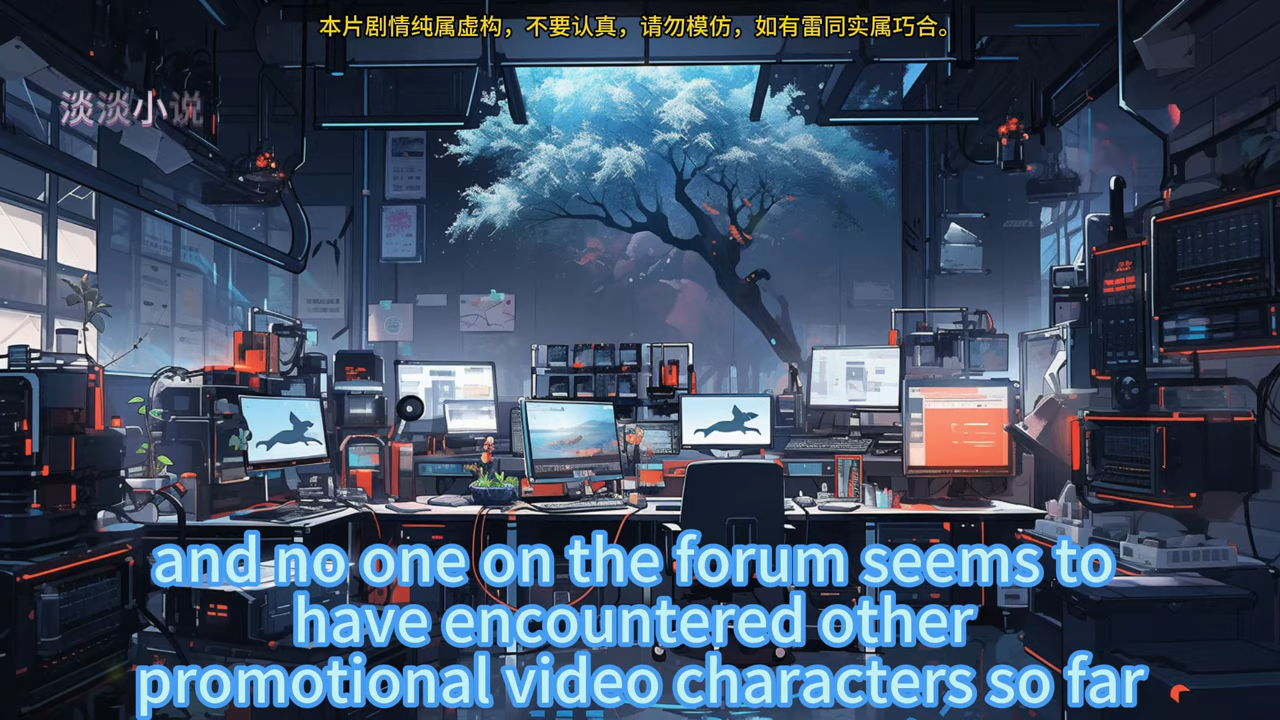 本片剧情纯属虚构，不要认真，请勿模仿，如有雷同实属巧合。
淡淡小说
and no one on the forum seems to
have encountered other
promotional video characters so far